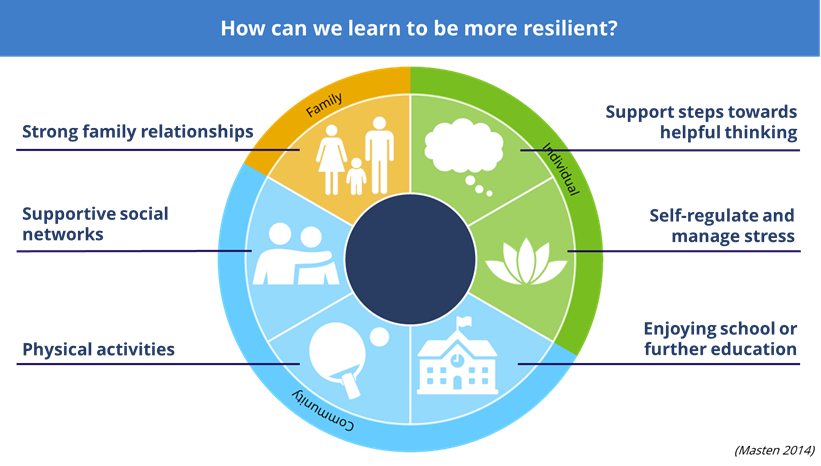 How can we learn to be more resilient?
Family
Individual
Community
Strong family relationships
Supportive social
networks
Physical activities
Support steps towards
helpful thinking
Self-regulate and
manage stress
Enjoying school or
further education
(Masten 2014)